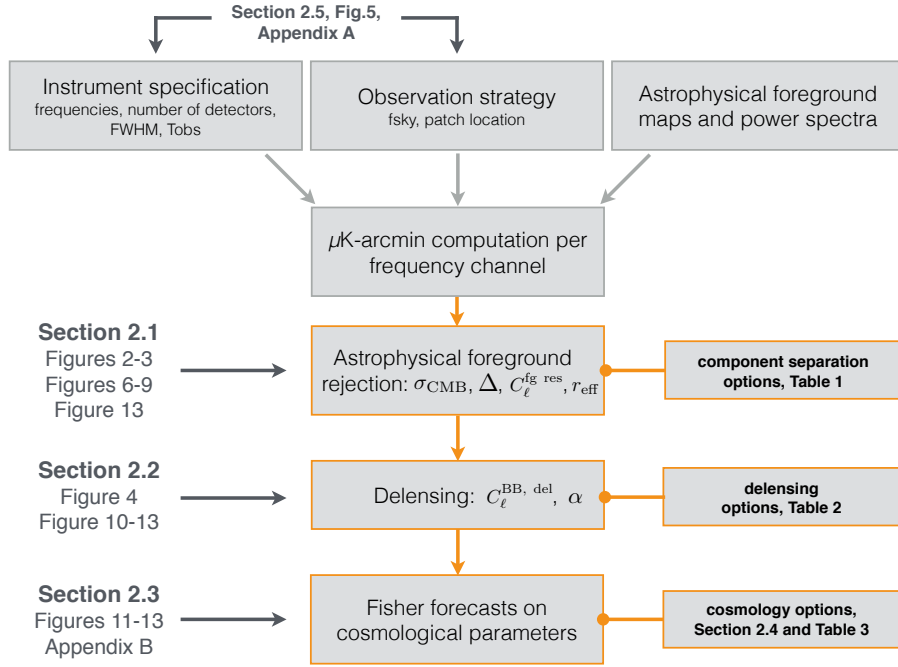 Section 2.5, Fig.5,
Appendix A
Instrument specification
frequencies, number of detectors,
FWHM, Tobs
Observation strategy
fsky, patch location
Astrophysical foreground
maps and power spectra
μK-arcmin computation per
frequency channel
Section 2.1
Figures 2-3
Figures 6-9
Figure 13
Astrophysical foreground
rejection: σ_CMB, Δ, C_ℓ^{fg res}, r_eff
component separation
options, Table 1
Section 2.2
Figure 4
Figure 10-13
Delensing: C_ℓ^{BB, del}, α
delensing
options, Table 2
Section 2.3
Figures 11-13
Appendix B
Fisher forecasts on
cosmological parameters
cosmology options,
Section 2.4 and Table 3